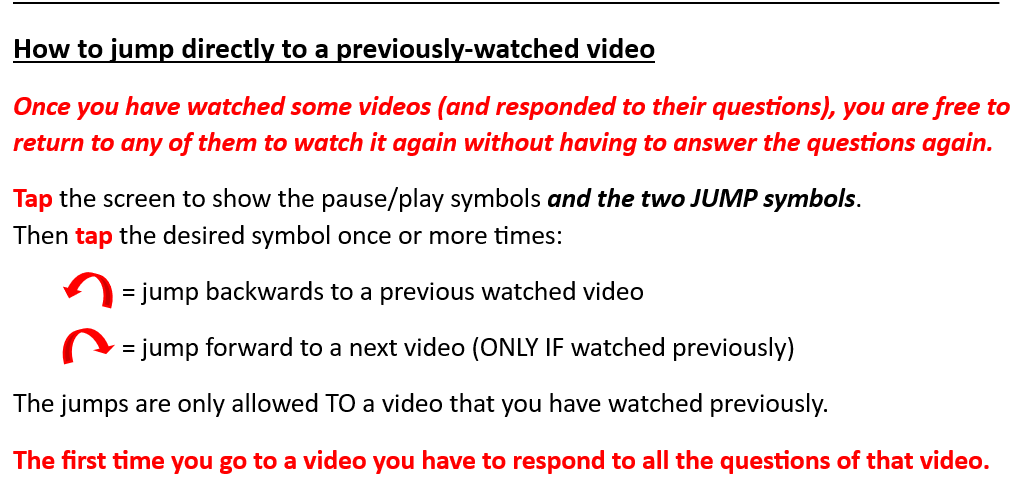 How to jump directly to a previously-watched video
Once you have watched some videos (and responded to their questions), you are free to
return to any of them to watch it again without having to answer the questions again.
Tap the screen to show the pause/play symbols and the two JUMP symbols.
Then tap the desired symbol once or more times:
= jump backwards to a previous watched video
= jump forward to a next video (ONLY IF watched previously)
The jumps are only allowed TO a video that you have watched previously.
The first time you go to a video you have to respond to all the questions of that video.